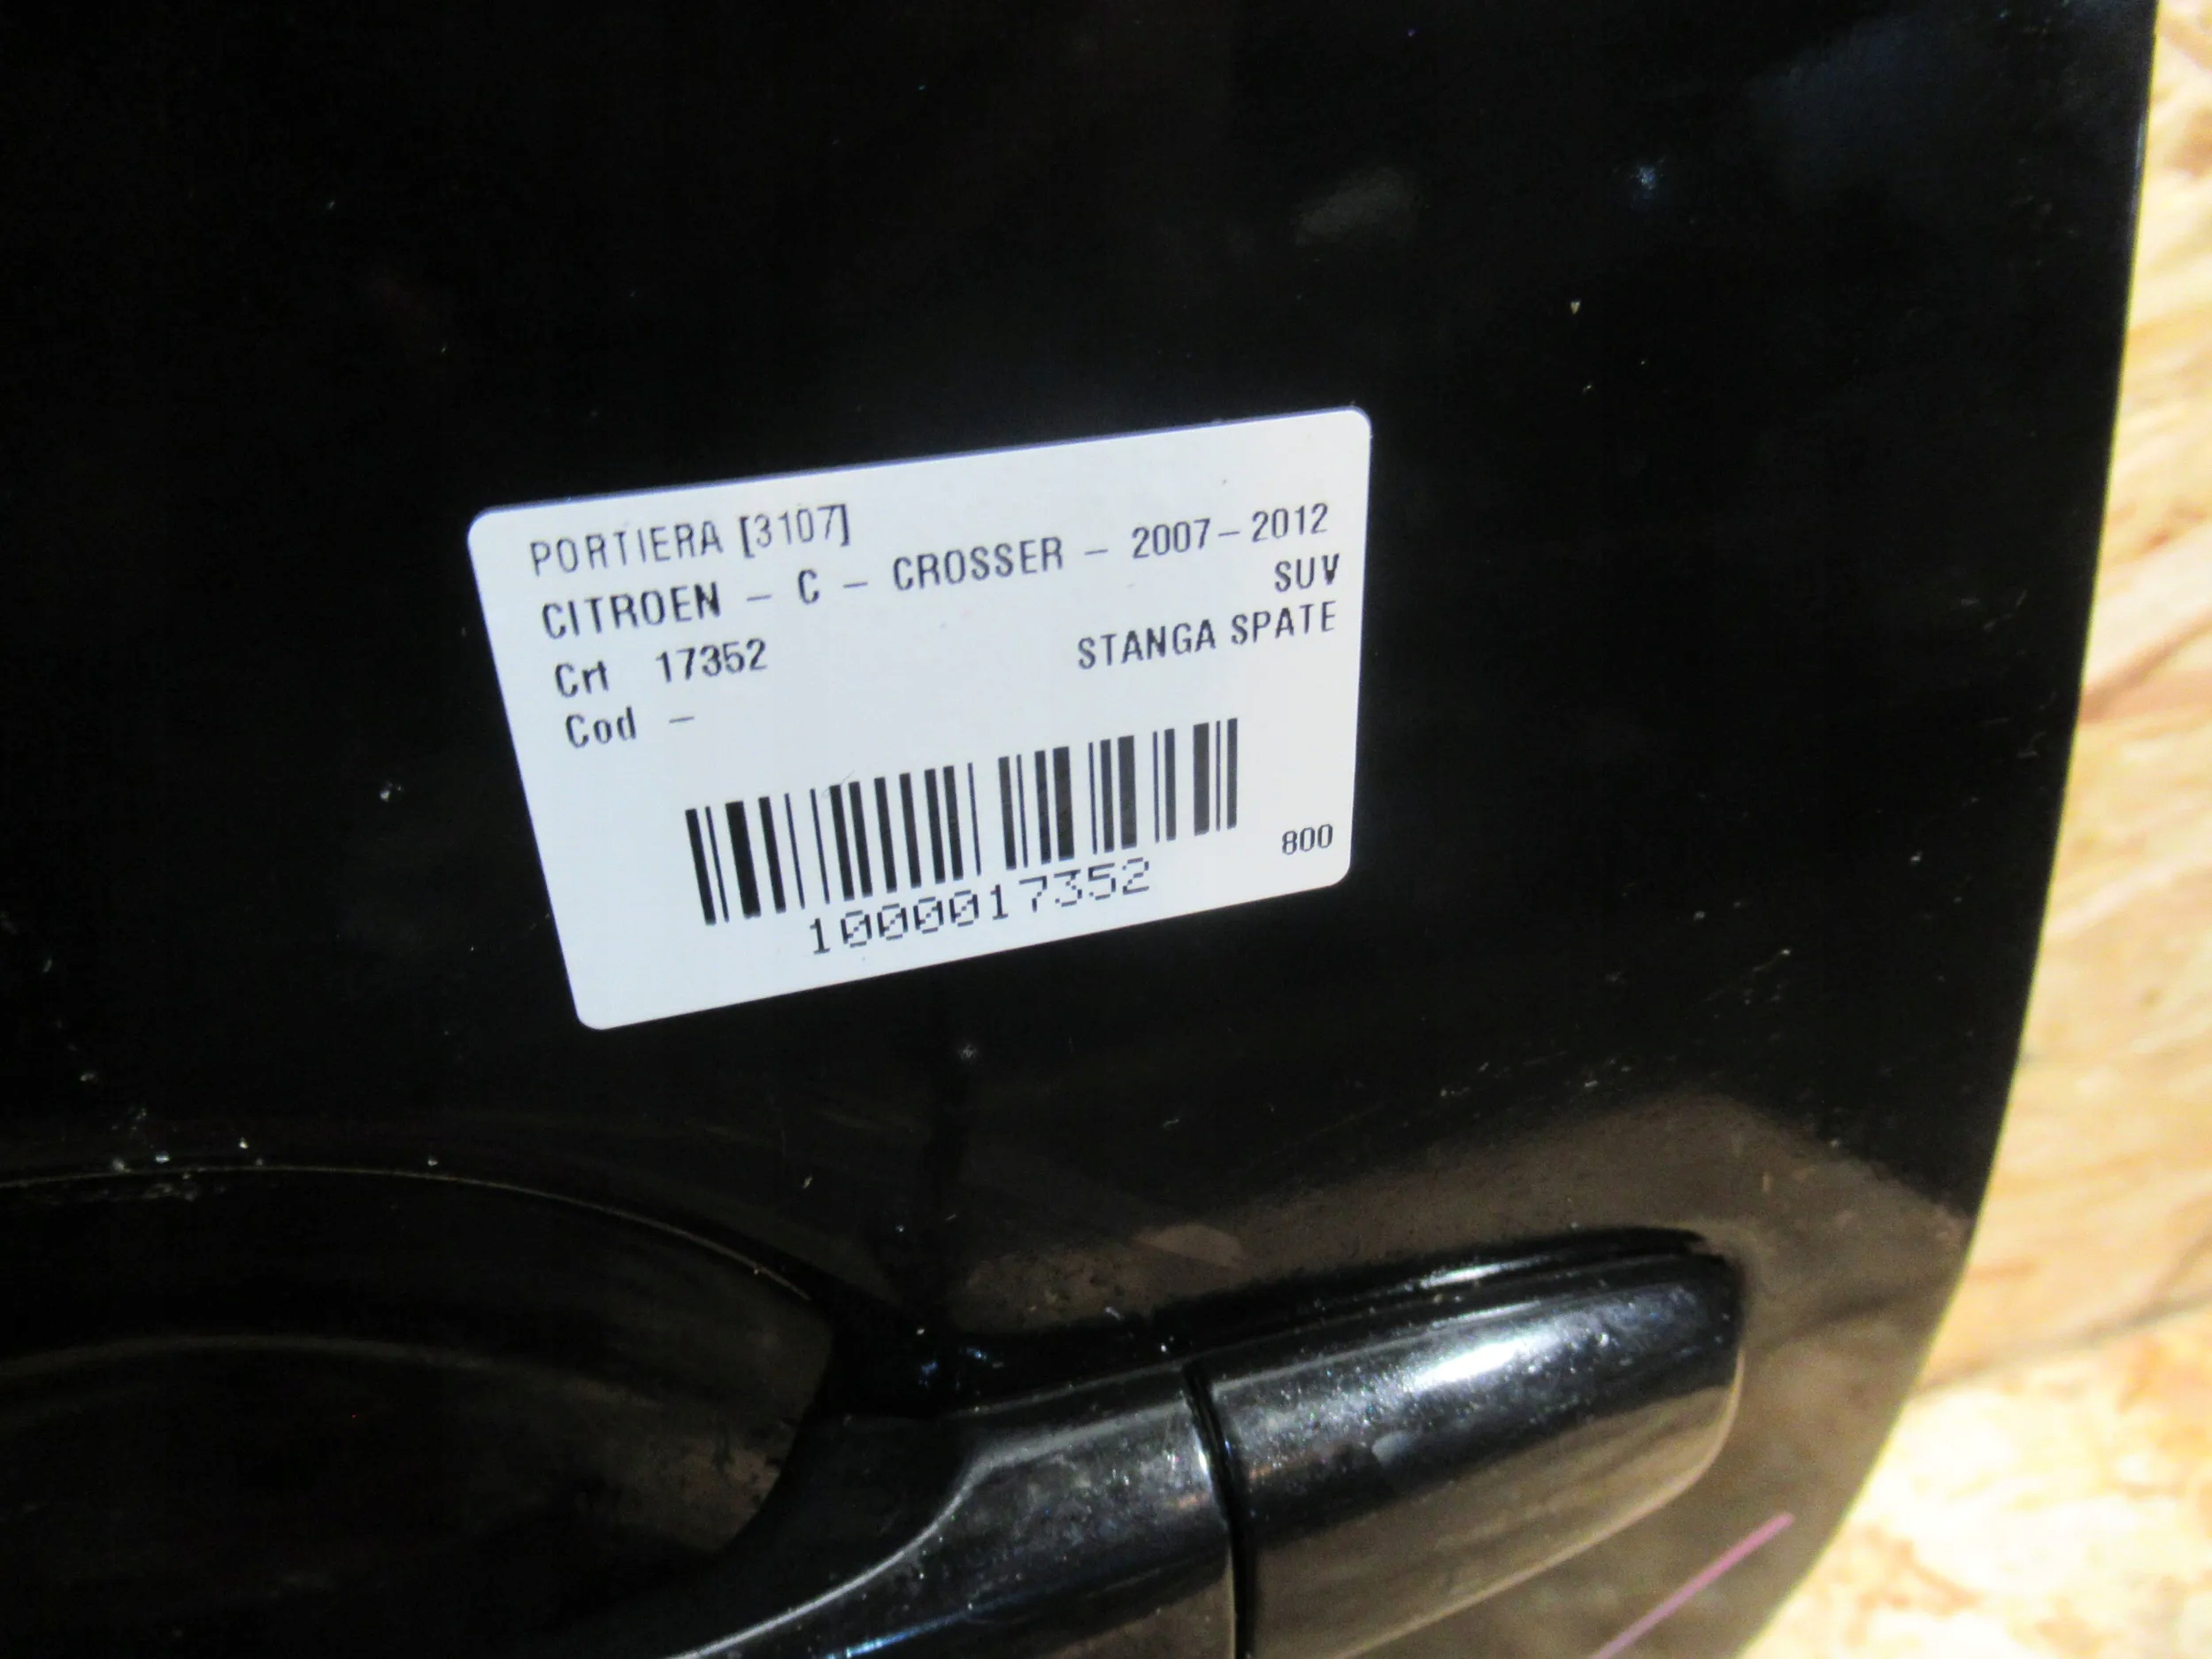 PORTIERA [3107]
CITROEN - C - CROSSER - 2007-2012
SUV
Crt 17352 STANGA SPATE
Cod -
1000017352
800